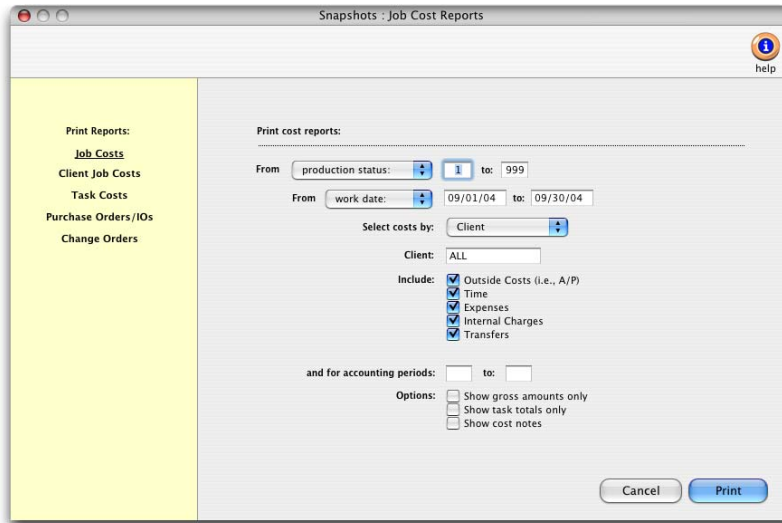 Snapshots : Job Cost Reports
help
Print Reports:
Job Costs
Client Job Costs
Task Costs
Purchase Orders/IOs
Change Orders
Print cost reports:
From production status: 1 to: 999
From work date: 09/01/04 to: 09/30/04
Select costs by: Client
Client: ALL
Include: Outside Costs (i.e., A/P)
Time
Expenses
Internal Charges
Transfers
and for accounting periods: to:
Options: Show gross amounts only
Show task totals only
Show cost notes
Cancel Print